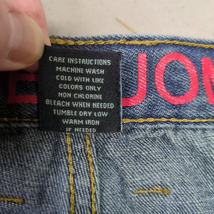 CARE INSTRUCTIONS
MACHINE WASH
COLD WITH LIKE
COLORS ONLY
NON CHLORINE
BLEACH WHEN NEEDED
TUMBLE DRY LOW
WARM IRON
IF NEEDED